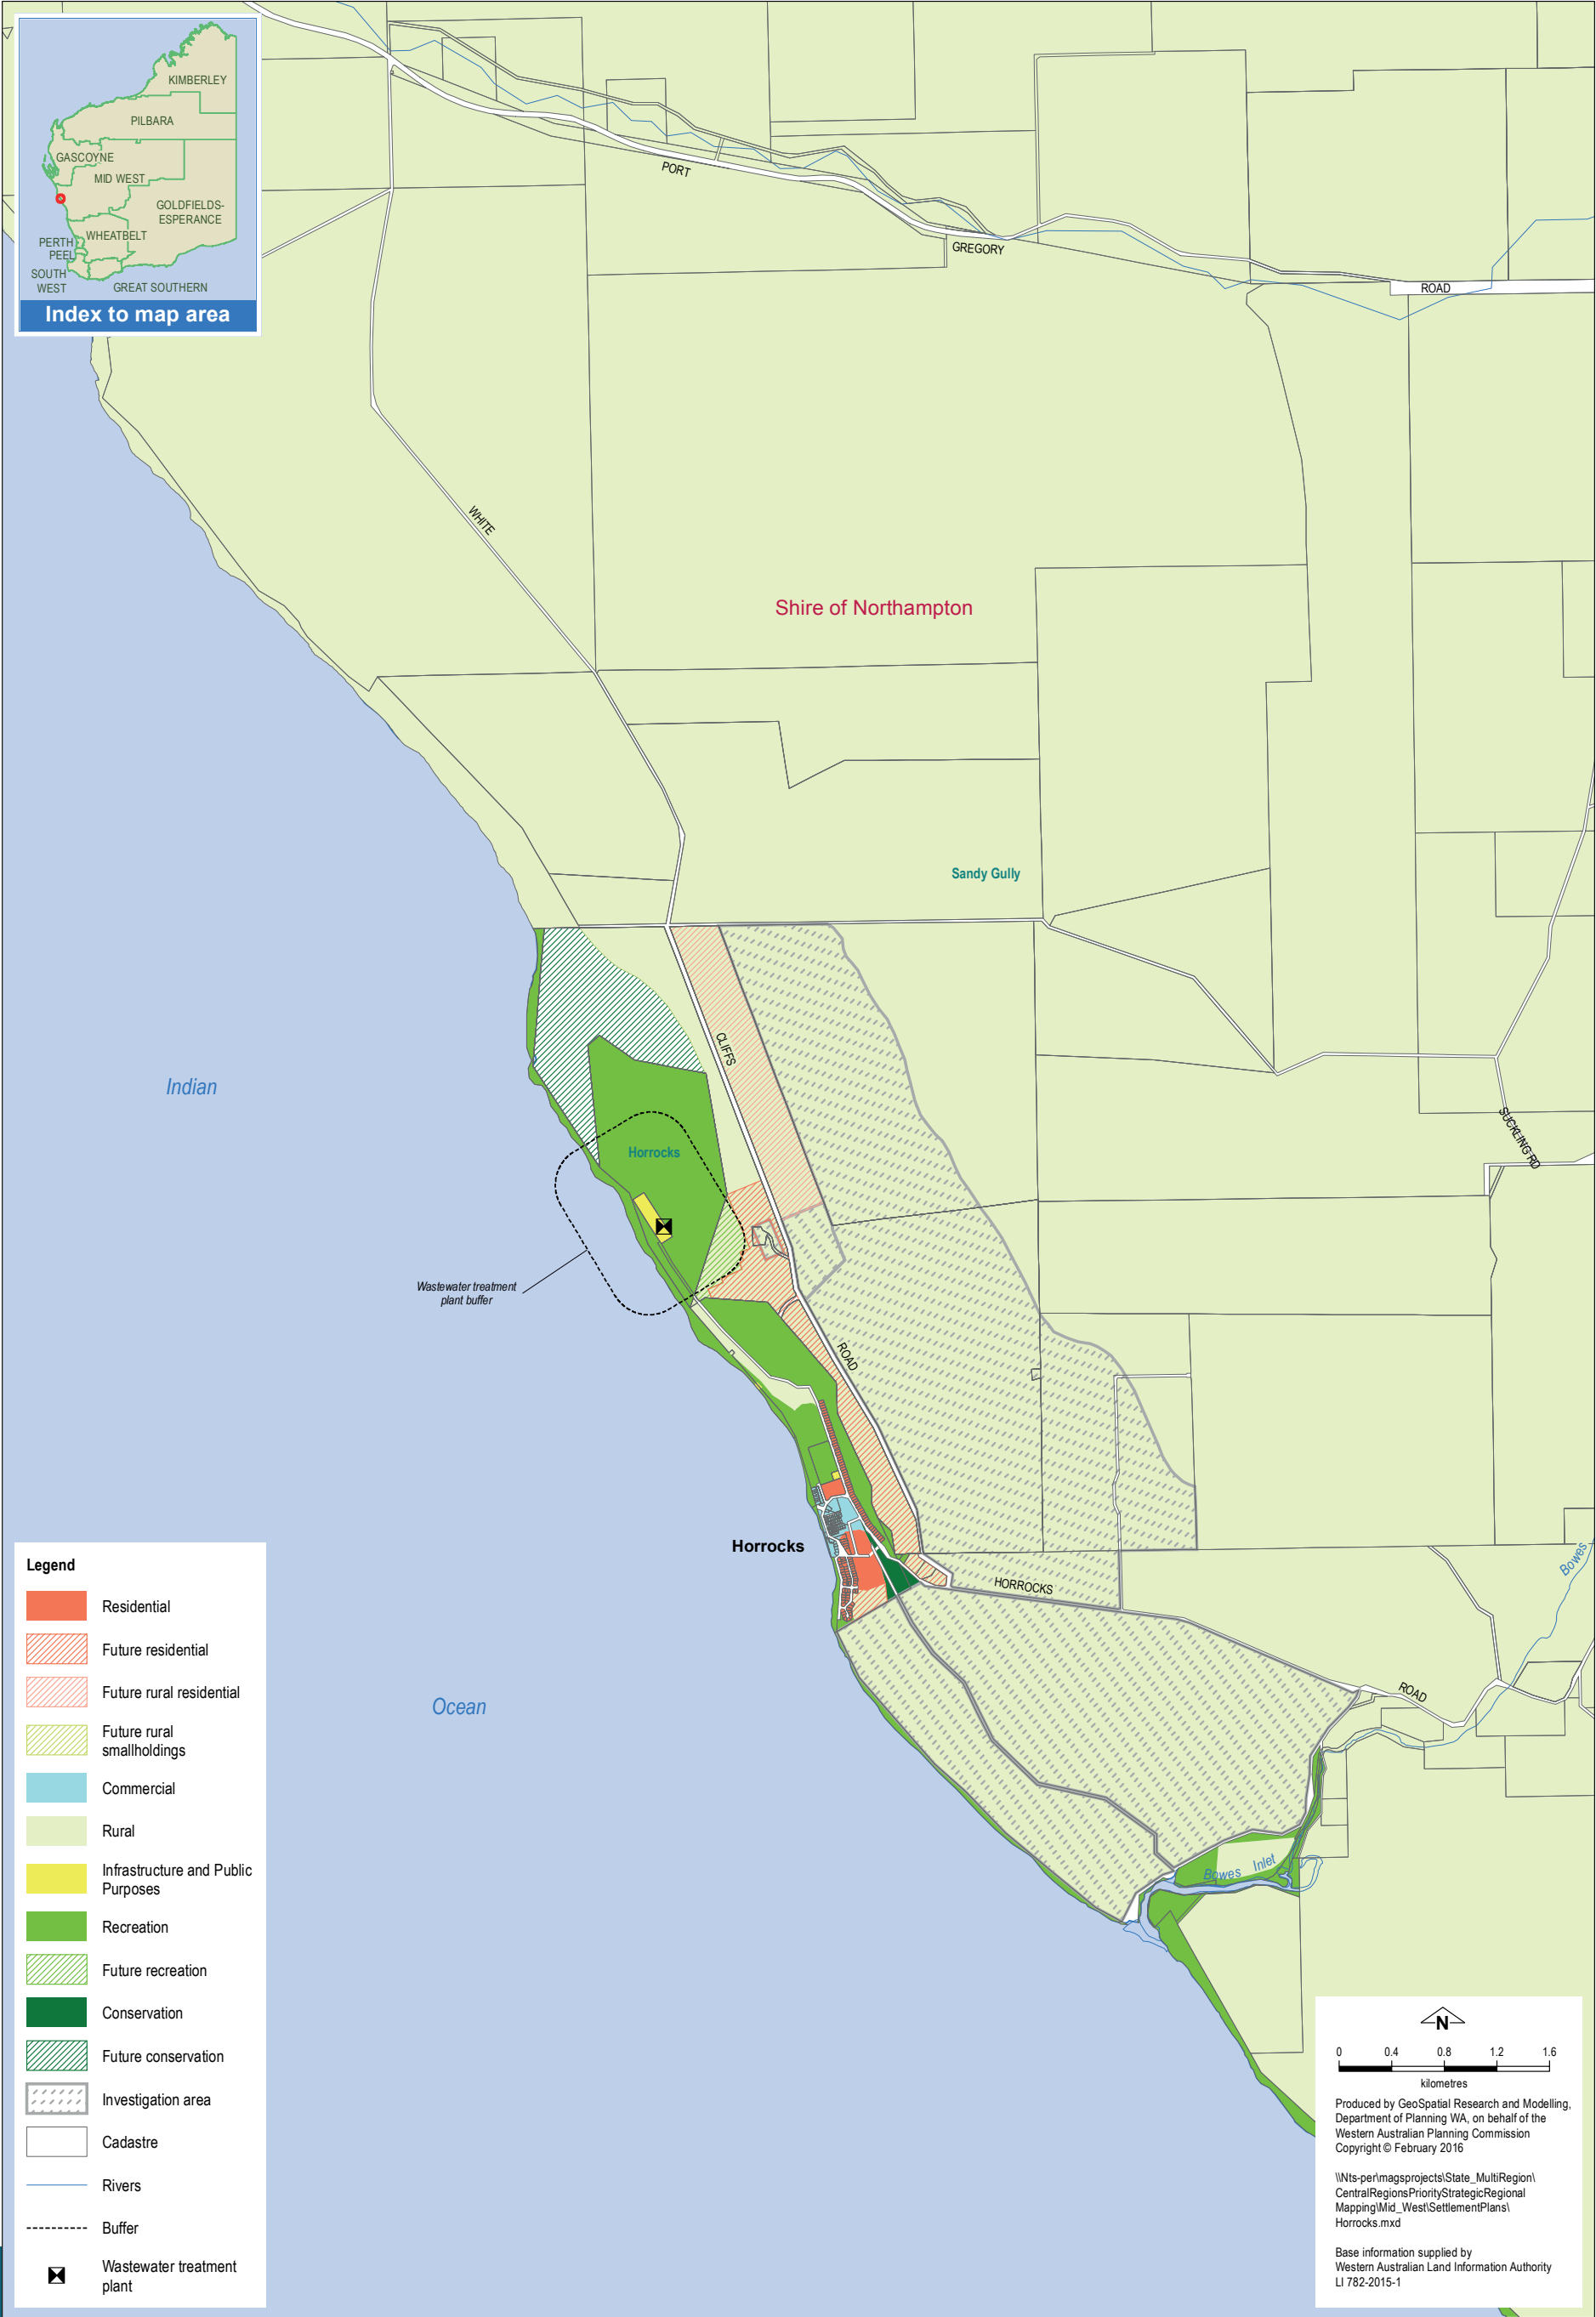 KIMBERLEY
PILBARA
GASCOYNE
MID WEST
GOLDFIELDS-
ESPERANCE
WHEATBELT
PERTH
PEEL
SOUTH
WEST
GREAT SOUTHERN
Index to map area
PORT
GREGORY
ROAD
WHITE
Shire of Northampton
Sandy Gully
CLIFFS
Indian
SUCKLING RD
Horrocks
Wastewater treatment
plant buffer
ROAD
Horrocks
HORROCKS
Bowes
ROAD
Ocean
Bowes Inlet
Legend
Residential
Future residential
Future rural residential
Future rural
smallholdings
Commercial
Rural
Infrastructure and Public
Purposes
Recreation
Future recreation
Conservation
Future conservation
Investigation area
Cadastre
Rivers
Buffer
Wastewater treatment
plant
N
0 0.4 0.8 1.2 1.6
kilometres
Produced by GeoSpatial Research and Modelling,
Department of Planning WA, on behalf of the
Western Australian Planning Commission
Copyright © February 2016
\\Nts-per\magsprojects\State_MultiRegion\
CentralRegionsPriorityStrategicRegional
Mapping\Mid_West\SettlementPlans\
Horrocks.mxd
Base information supplied by
Western Australian Land Information Authority
LI 782-2015-1